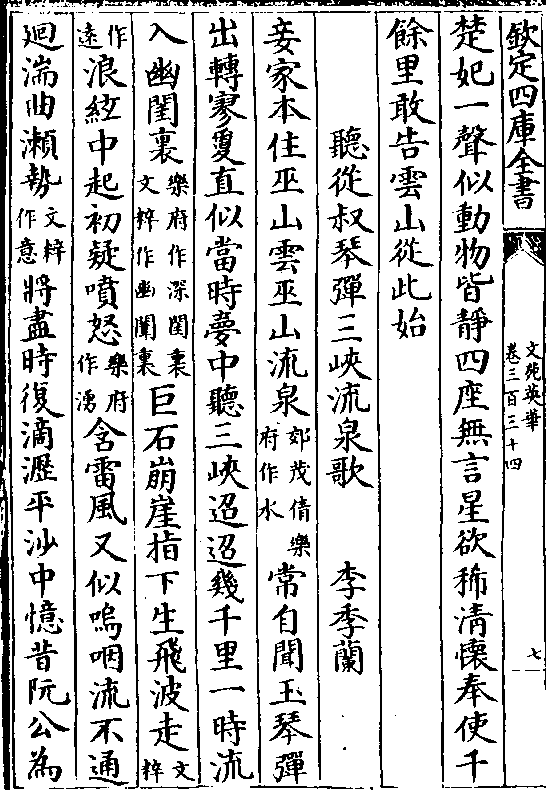 欽定四庫全書
文苑英華
卷三百三十四
七
楚妃一聲似動物皆靜四座無言星欲稀清懷奉使千
餘里敢告雲山從此始
聽從叔琴彈三峽流泉歌 李季蘭
妾家本住巫山雲巫山流泉郭茂倩樂府作水常自聞玉琴彈
出轉寥敻直似當時夢中聽三峽迢迢幾千里一時流
入幽閨裏樂府作深閨裏文粹作幽闈裏巨石崩崖指下生飛波走文粹
作遠浪絃中起初疑噴怒樂府作湧含雷風又似嗚咽流不通
迴湍曲瀨勢文粹作意將盡時復滴瀝平沙中憶昔阮公為